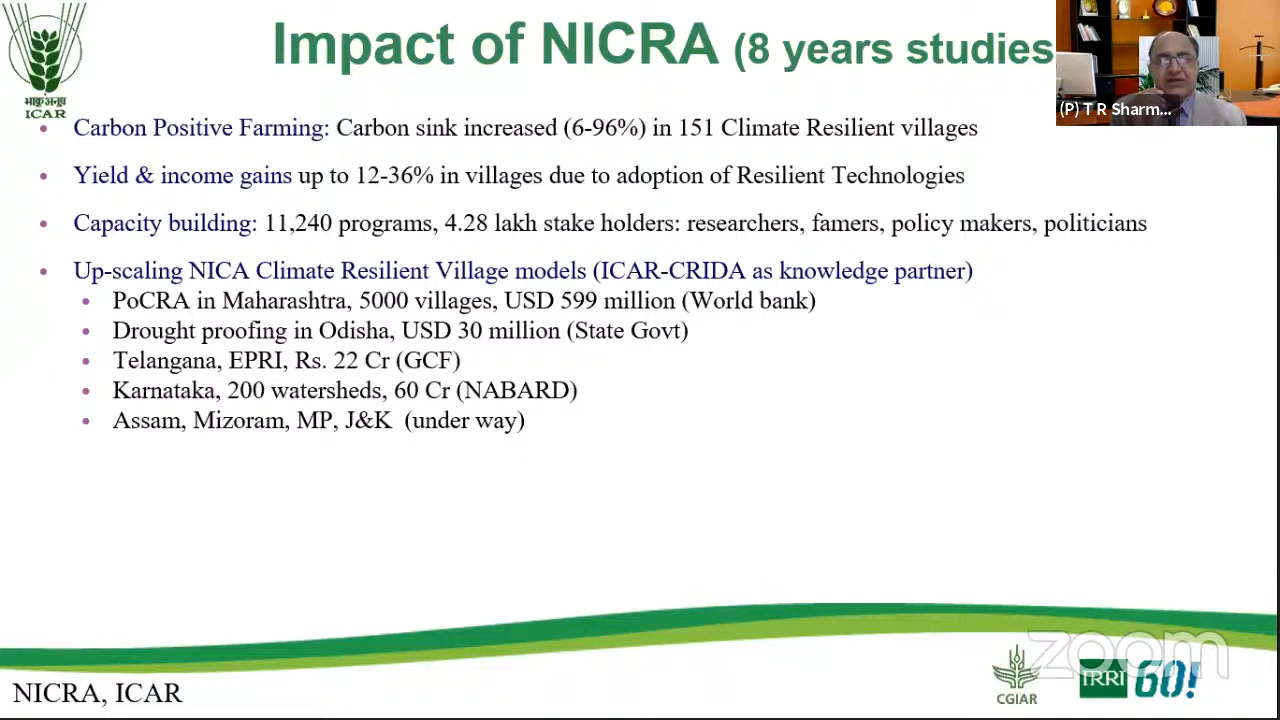 Impact of NICRA (8 years studies
भाकृअनुप
ICAR
(P) T R Sharm...
• Carbon Positive Farming: Carbon sink increased (6-96%) in 151 Climate Resilient villages
• Yield & income gains up to 12-36% in villages due to adoption of Resilient Technologies
• Capacity building: 11,240 programs, 4.28 lakh stake holders: researchers, famers, policy makers, politicians
• Up-scaling NICA Climate Resilient Village models (ICAR-CRIDA as knowledge partner)
• PoCRA in Maharashtra, 5000 villages, USD 599 million (World bank)
• Drought proofing in Odisha, USD 30 million (State Govt)
• Telangana, EPRI, Rs. 22 Cr (GCF)
• Karnataka, 200 watersheds, 60 Cr (NABARD)
• Assam, Mizoram, MP, J&K (under way)
zoom
NICRA, ICAR
CGIAR
IRRI 60!